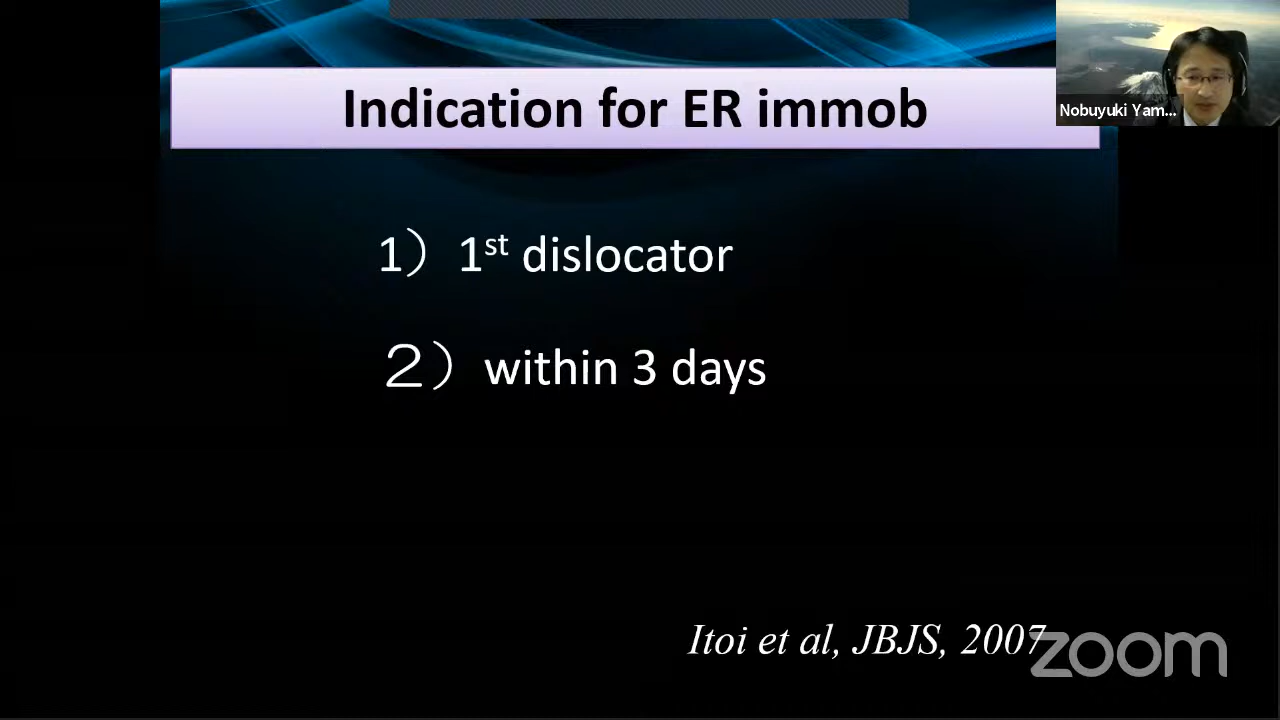 Indication for ER immob
Nobuyuki Yam...
1）1st dislocator
２）within 3 days
Itoi et al, JBJS, 2007
zoom